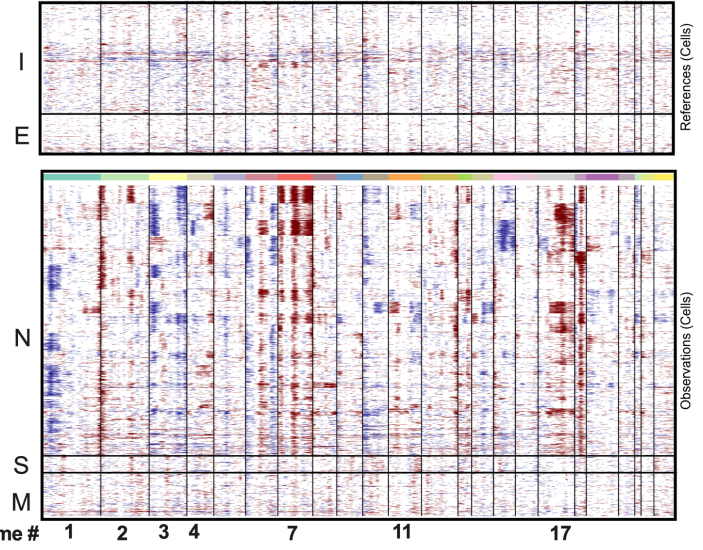 I
E
References (Cells)
N
S
M
Observations (Cells)
me # 1 2 3 4 7 11 17